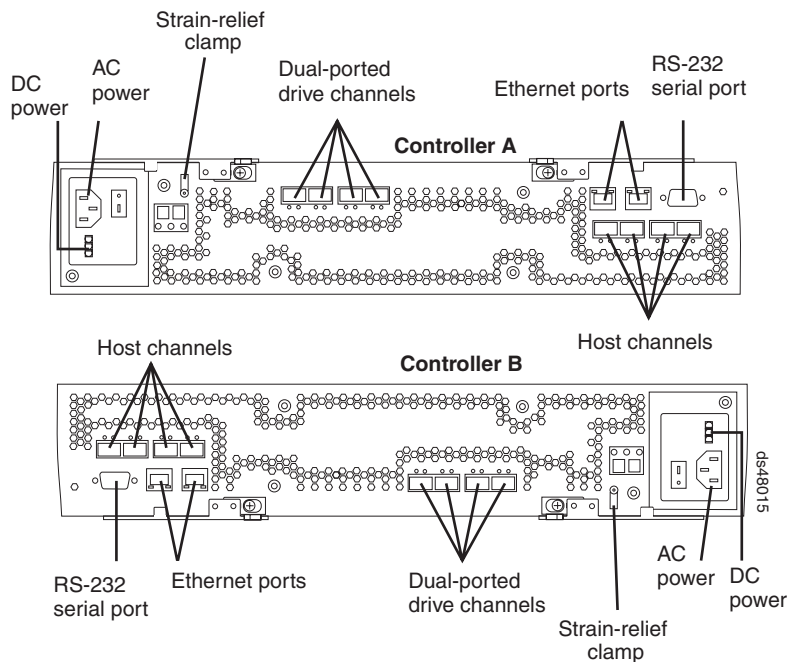 Strain-relief
clamp
DC
power
AC
power
Dual-ported
drive channels
Ethernet ports
RS-232
serial port
Controller A
Host channels
Host channels
Controller B
ds48015
RS-232
serial port
Ethernet ports
Dual-ported
drive channels
AC
power
DC
power
Strain-relief
clamp